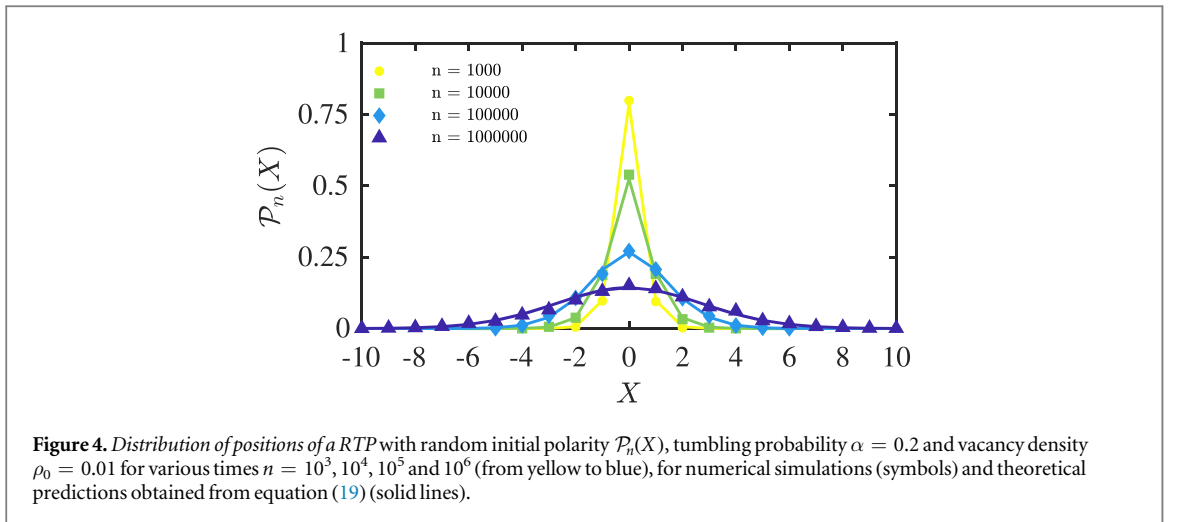 1
0.75
0.5
0.25
0
𝒫ₙ(X)
n = 1000
n = 10000
n = 100000
n = 1000000
-10 -8 -6 -4 -2 0 2 4 6 8 10
X
Figure 4. Distribution of positions of a RTP with random initial polarity 𝒫ₙ(X), tumbling probability α = 0.2 and vacancy density
ρ₀ = 0.01 for various times n = 10³, 10⁴, 10⁵ and 10⁶ (from yellow to blue), for numerical simulations (symbols) and theoretical
predictions obtained from equation (19) (solid lines).